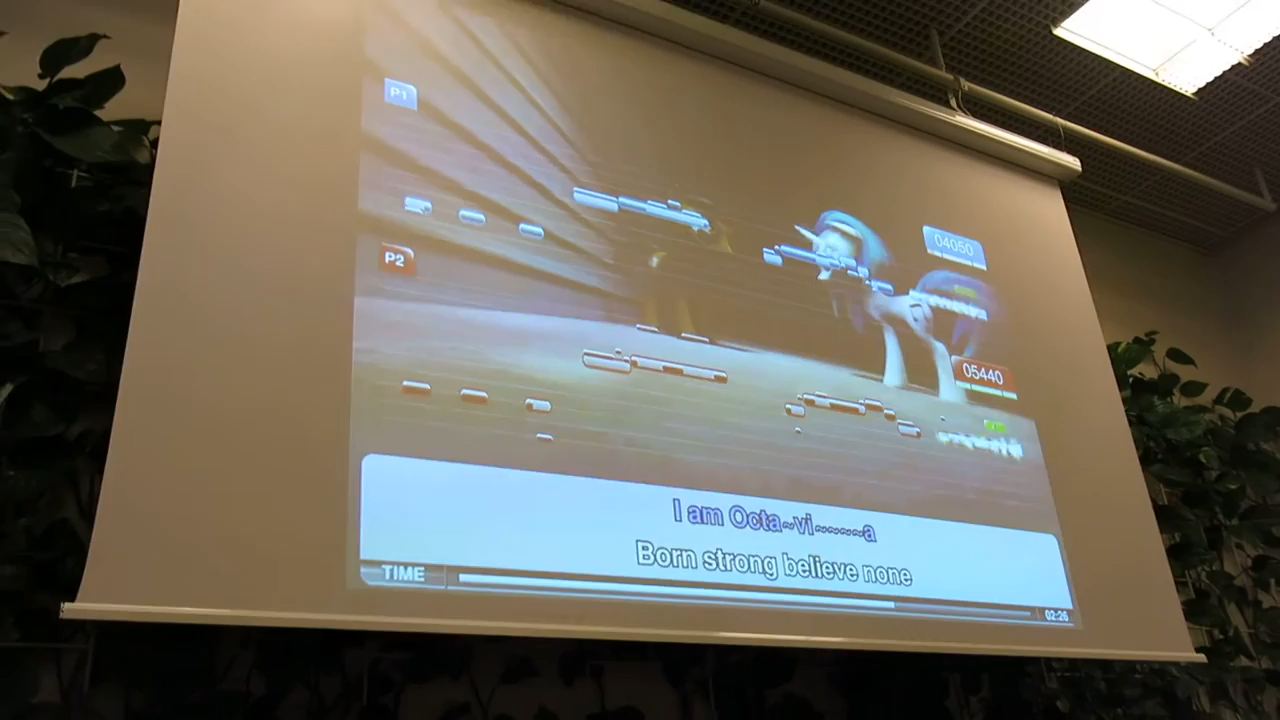 P1
04050
P2
05440
I am Octa~vi~~~~a
Born strong believe none
TIME
02:26